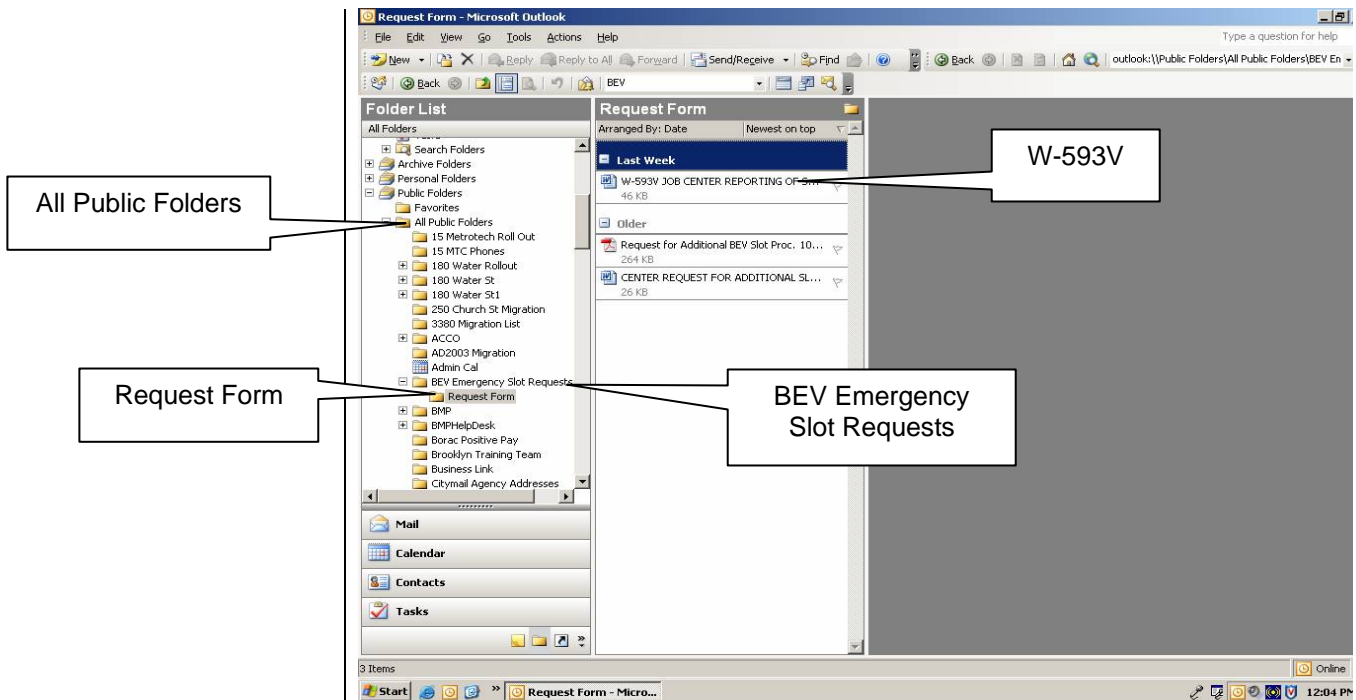 Request Form - Microsoft Outlook
File Edit View Go Tools Actions Help
Type a question for help
New Reply Reply to All Forward Send/Receive Find Back outlook:\\Public Folders\All Public Folders\BEV En
Back BEV
Folder List
All Folders
Search Folders
Archive Folders
Personal Folders
Public Folders
Favorites
All Public Folders
15 Metrotech Roll Out
15 MTC Phones
180 Water Rollout
180 Water St
180 Water St1
250 Church St Migration
3380 Migration List
ACCO
AD2003 Migration
Admin Cal
BEV Emergency Slot Requests
Request Form
BMP
BMPHelpDesk
Borac Positive Pay
Brooklyn Training Team
Business Link
Citymail Agency Addresses
Mail
Calendar
Contacts
Tasks
Request Form
Arranged By: Date Newest on top
Last Week
W-593V JOB CENTER REPORTING OF S...
46 KB
Older
Request for Additional BEV Slot Proc. 10...
264 KB
CENTER REQUEST FOR ADDITIONAL SL...
26 KB
W-593V
All Public Folders
Request Form
BEV Emergency
Slot Requests
3 Items
Online
Start Request Form - Micro... 12:04 PM